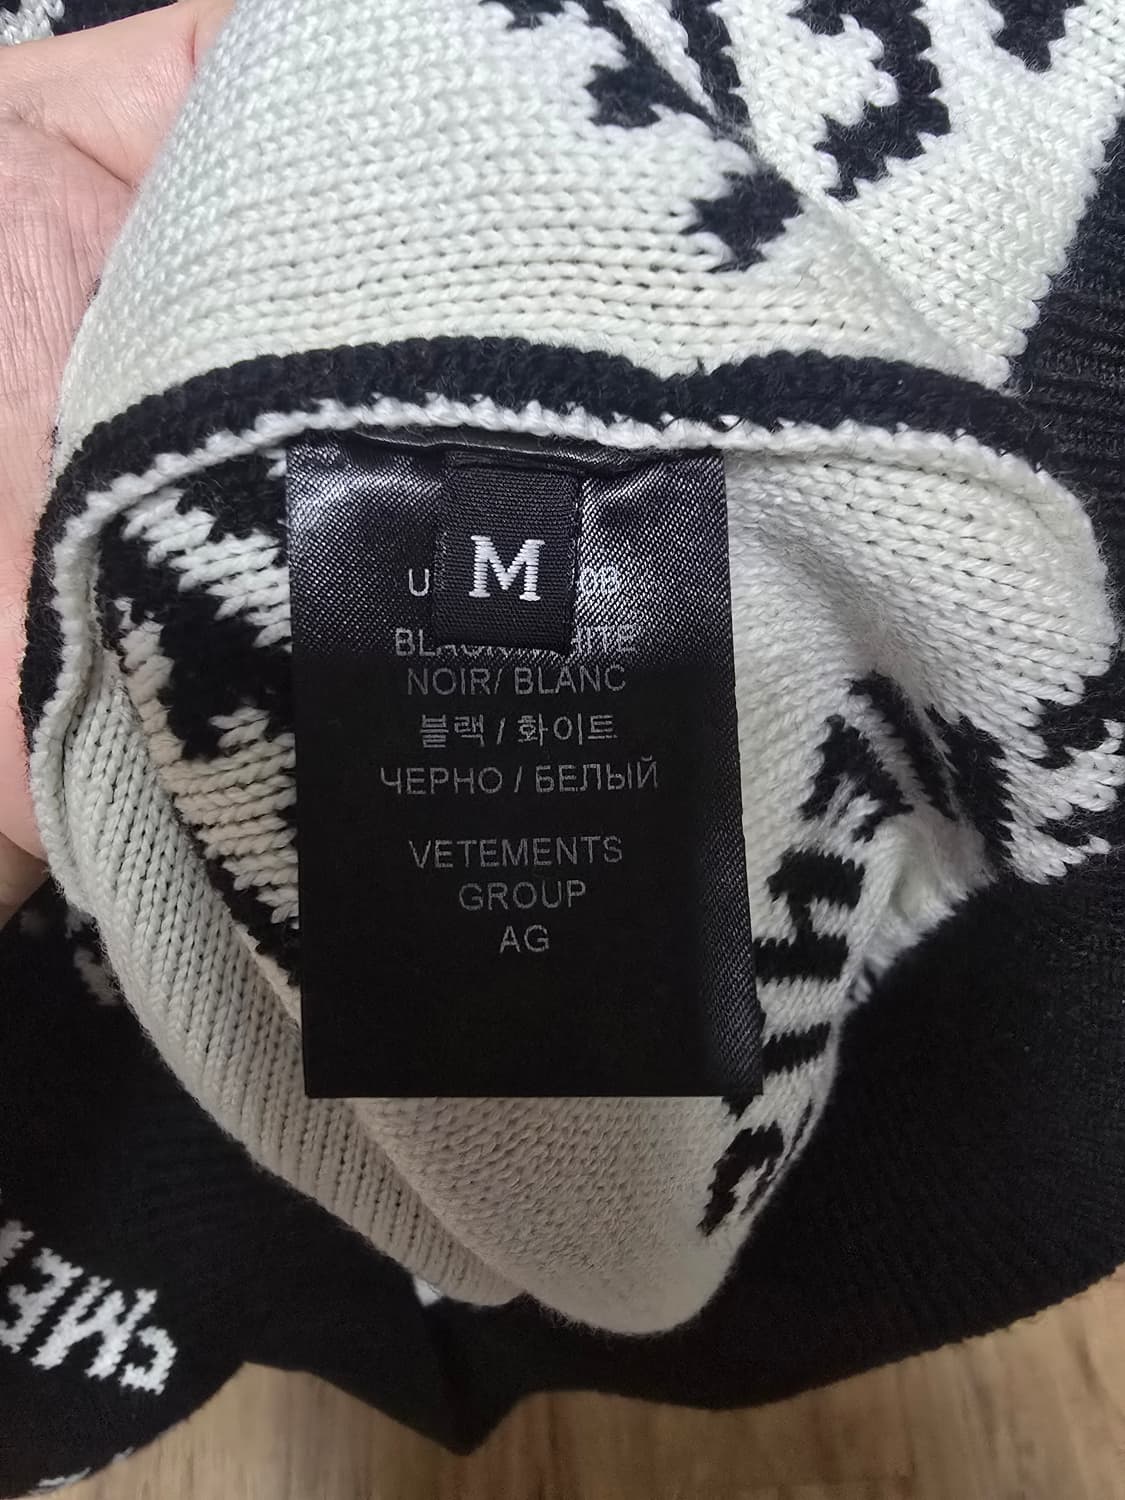 M
NOIR/ BLANC
블랙 / 화이트
ЧЕРНО / БЕЛЫЙ
VETEMENTS
GROUP
AG